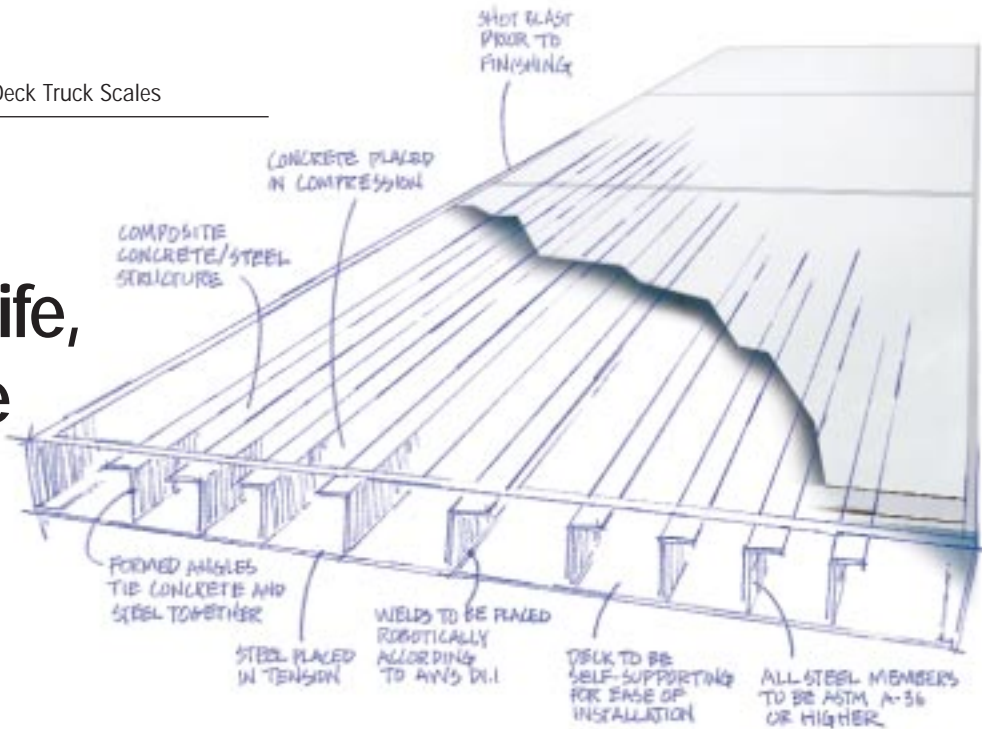 Deck Truck Scales
SHOT BLAST
PRIOR TO
FINISHING
CONCRETE PLACED
IN COMPRESSION
COMPOSITE
CONCRETE/STEEL
STRUCTURE
ife,
e
FORMED ANGLES
TIE CONCRETE AND
STEEL TOGETHER
STEEL PLACED
IN TENSION
WELDS TO BE PLACED
ROBOTICALLY
ACCORDING
TO AWS D1.1
DECK TO BE
SELF-SUPPORTING
FOR EASE OF
INSTALLATION
ALL STEEL MEMBERS
TO BE ASTM A-36
OR HIGHER